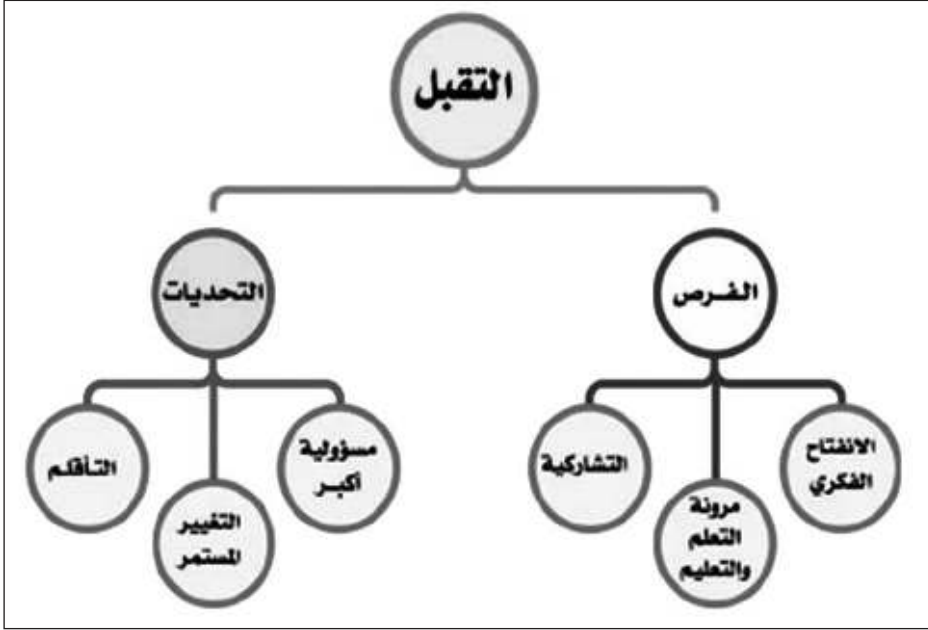 التقبل
الفرص
التحديات
الانفتاح
الفكري
مرونة
التعلم
والتعليم
التشاركية
مسؤولية
أكبر
التغيير
المستمر
التأقلم